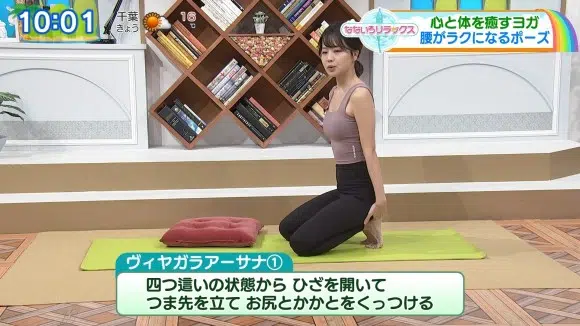 10:01
千葉
きょう
16
℃
なないろリラックス
心と体を癒すヨガ
腰がラクになるポーズ
ヴィヤガラアーサナ①
四つ這いの状態から ひざを開いて
つま先を立て お尻とかかとをくっつける